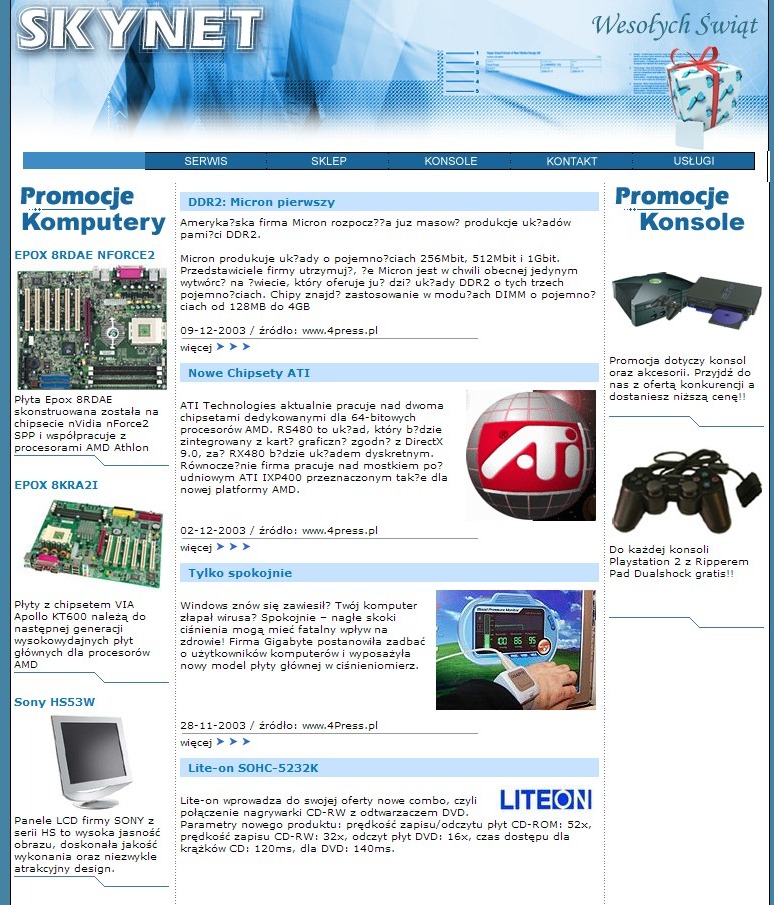 SKYNET
Wesołych Świąt
SERWIS SKLEP KONSOLE KONTAKT USŁUGI
Promocje
Komputery
EPOX 8RDAE NFORCE2
Płyta Epox 8RDAE
skonstruowana została na
chipsecie nVidia nForce2
SPP i współpracuje z
procesorami AMD Athlon
EPOX 8KRA2I
Płyty z chipsetem VIA
Apollo KT600 należą do
następnej generacji
wysokowydajnych płyt
głównych dla procesorów
AMD
Sony HS53W
Panele LCD firmy SONY z
serii HS to wysoka jasność
obrazu, doskonała jakość
wykonania oraz niezwykle
atrakcyjny design.
DDR2: Micron pierwszy
Ameryka?ska firma Micron rozpocz??a juz masow? produkcje uk?adów
pami?ci DDR2.
Micron produkuje uk?ady o pojemno?ciach 256Mbit, 512Mbit i 1Gbit.
Przedstawiciele firmy utrzymuj?, ?e Micron jest w chwili obecnej jedynym
wytwórc? na ?wiecie, który oferuje ju? dzi? uk?ady DDR2 o tych trzech
pojemno?ciach. Chipy znajd? zastosowanie w modu?ach DIMM o pojemno?
ciach od 128MB do 4GB
09-12-2003 / źródło: www.4press.pl
więcej
Nowe Chipsety ATI
ATI Technologies aktualnie pracuje nad dwoma
chipsetami dedykowanymi dla 64-bitowych
procesorów AMD. RS480 to uk?ad, który b?dzie
zintegrowany z kart? graficzn? zgodn? z DirectX
9.0, za? RX480 b?dzie uk?adem dyskretnym.
Równocze?nie firma pracuje nad mostkiem po?
udniowym ATI IXP400 przeznaczonym tak?e dla
nowej platformy AMD.
ATi
02-12-2003 / źródło: www.4press.pl
więcej
Tylko spokojnie
Windows znów się zawiesił? Twój komputer
złapał wirusa? Spokojnie – nagłe skoki
ciśnienia mogą mieć fatalny wpływ na
zdrowie! Firma Gigabyte postanowiła zadbać
o użytkowników komputerów i wyposażyła
nowy model płyty głównej w ciśnieniomierz.
Blood Pressure Monitor
100 86 95
28-11-2003 / źródło: www.4Press.pl
więcej
Lite-on SOHC-5232K
LITEON
Lite-on wprowadza do swojej oferty nowe combo, czyli
połączenie nagrywarki CD-RW z odtwarzaczem DVD.
Parametry nowego produktu: prędkość zapisu/odczytu płyt CD-ROM: 52x,
prędkość zapisu CD-RW: 32x, odczyt płyt DVD: 16x, czas dostępu dla
krążków CD: 120ms, dla DVD: 140ms.
Promocje
Konsole
Promocja dotyczy konsol
oraz akcesorii. Przyjdź do
nas z ofertą konkurencji a
dostaniesz niższą cenę!!
Do każdej konsoli
Playstation 2 z Ripperem
Pad Dualshock gratis!!